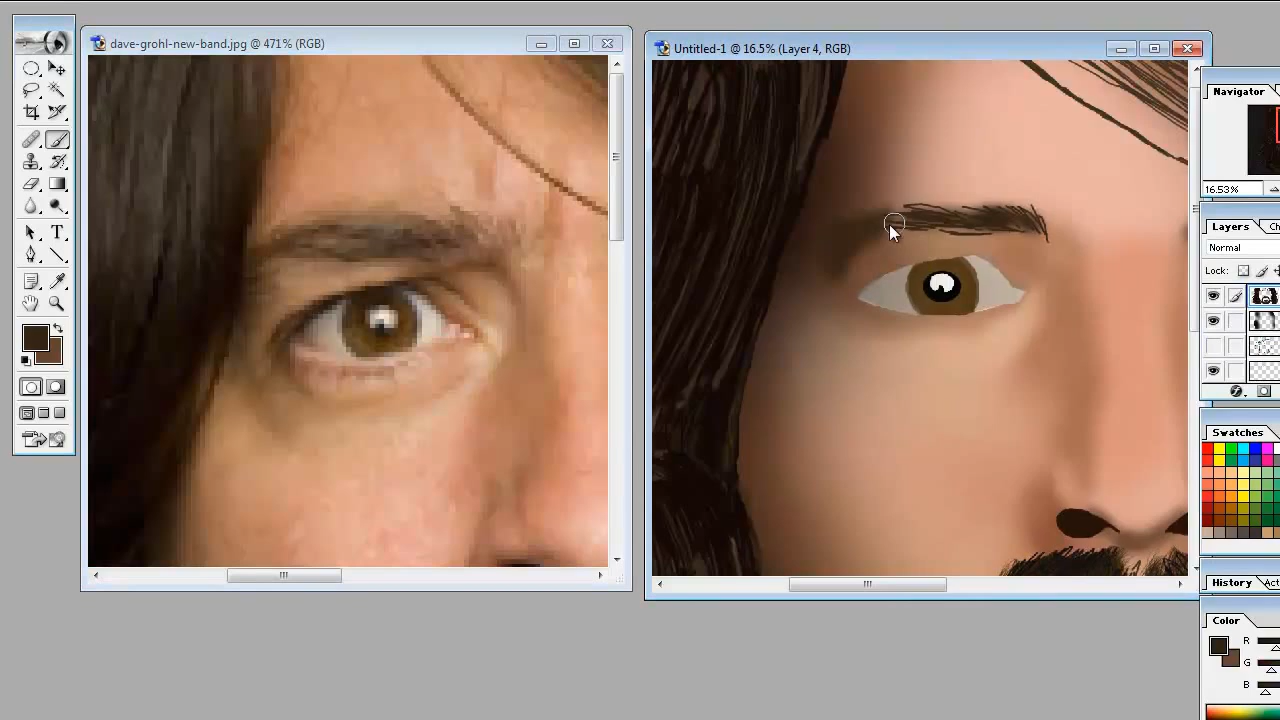 dave-grohl-new-band.jpg @ 471% (RGB)
Untitled-1 @ 16.5% (Layer 4, RGB)
Navigator
16.53%
Layers
Normal
Lock:
Swatches
History
Color
R
G
B